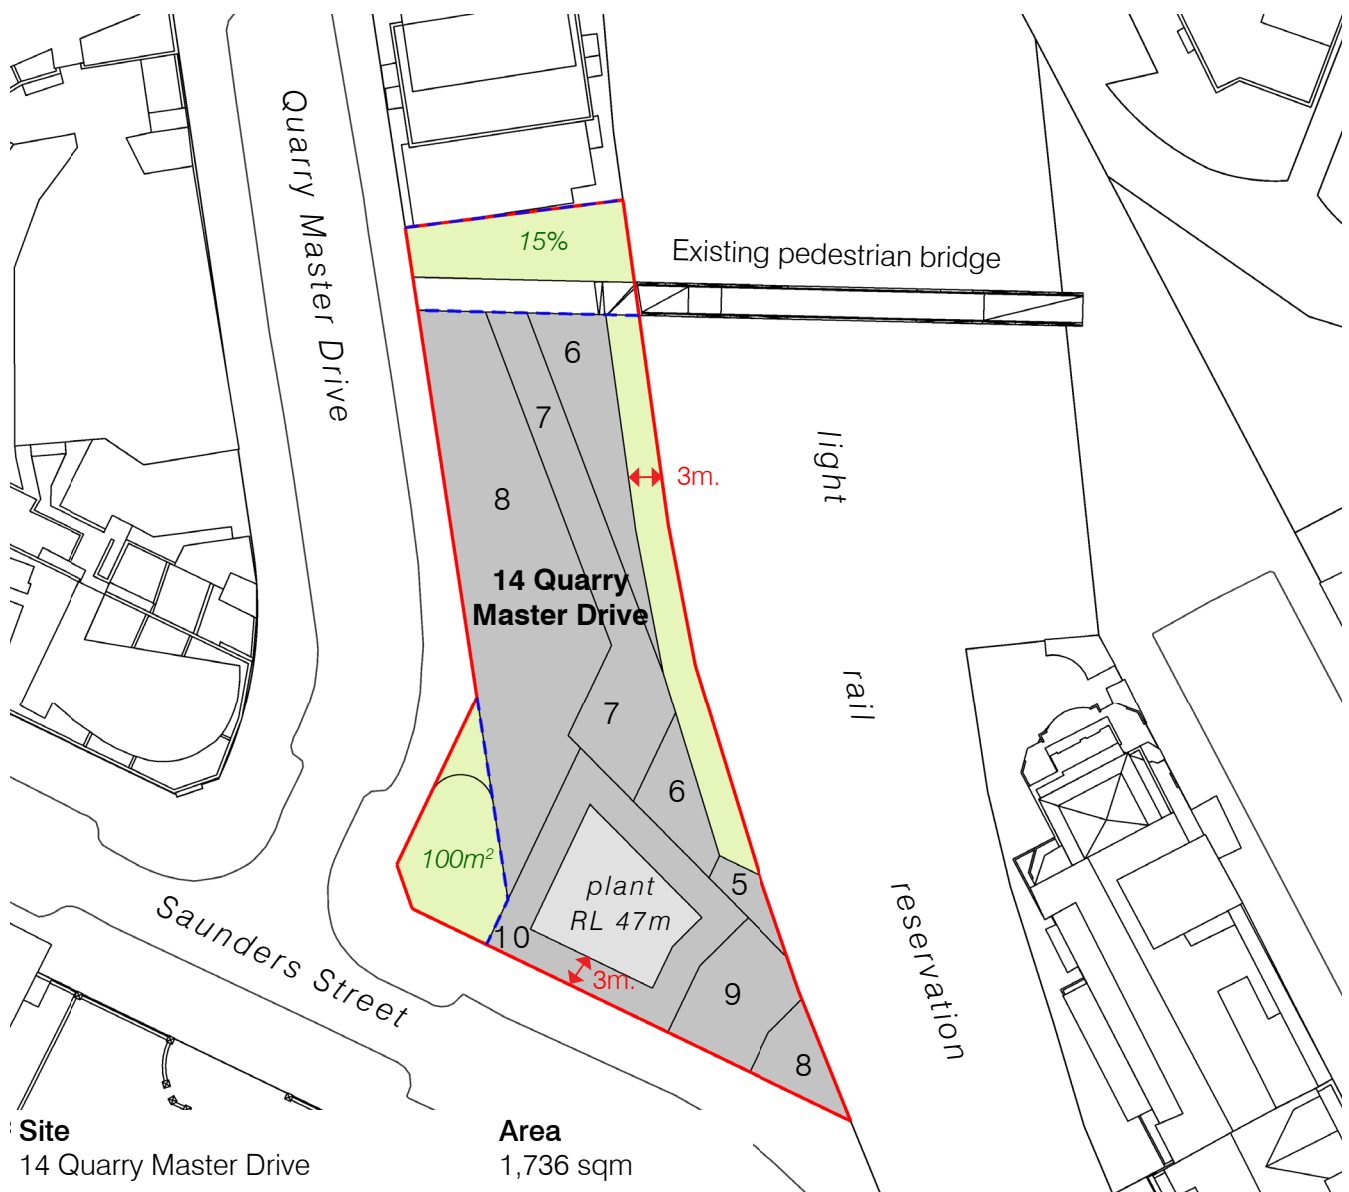 Quarry Master Drive
15%
Existing pedestrian bridge
6
7
8
3m.
light
rail
reservation
14 Quarry
Master Drive
7
6
100m²
5
plant
RL 47m
10
3m.
9
8
Saunders Street
Site
14 Quarry Master Drive
Area
1,736 sqm